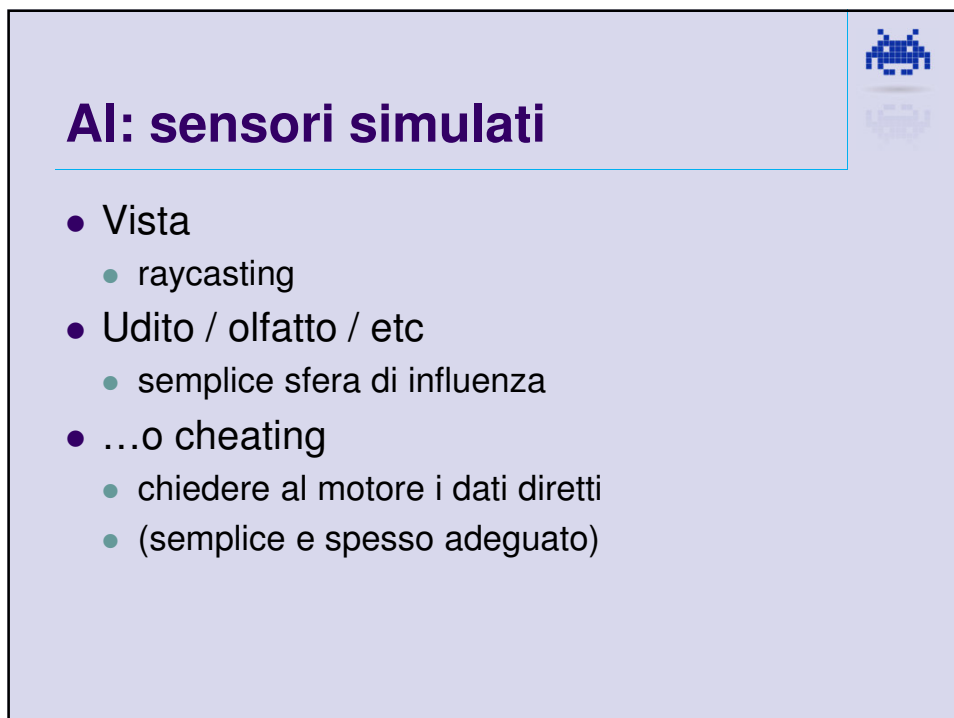 AI: sensori simulati
Vista
raycasting
Udito / olfatto / etc
semplice sfera di influenza
…o cheating
chiedere al motore i dati diretti
(semplice e spesso adeguato)